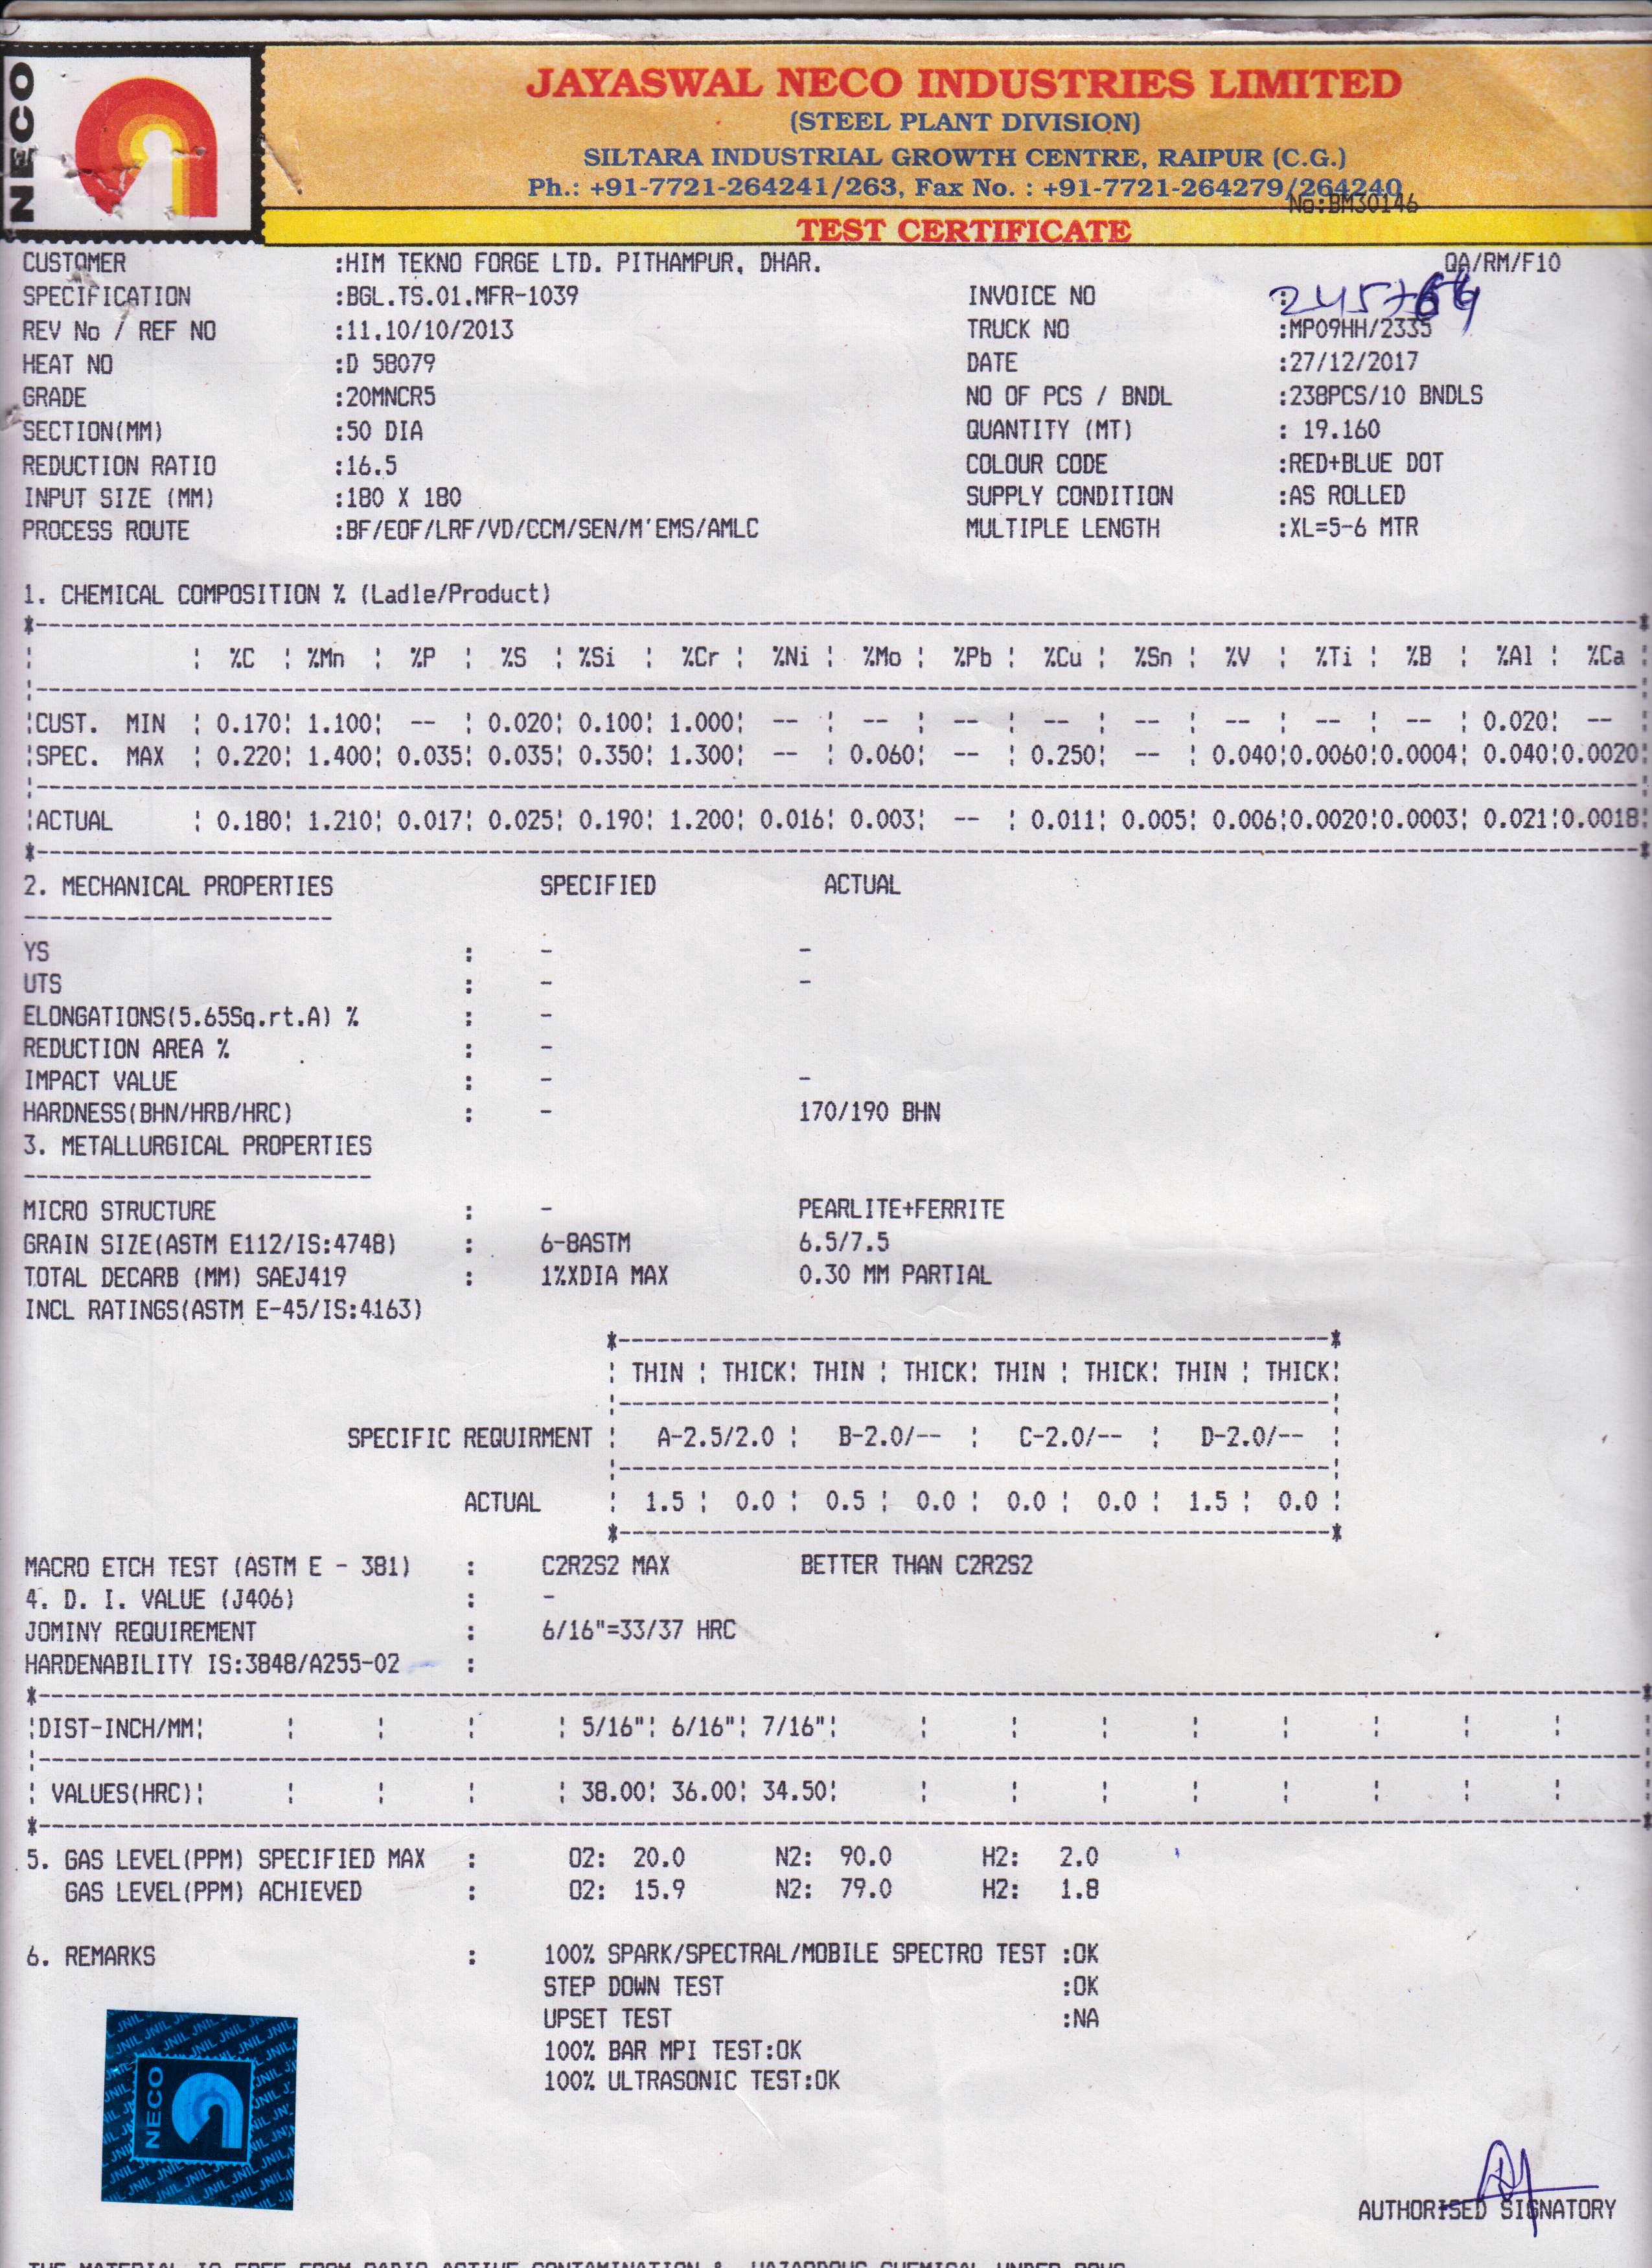 NECO
JAYASWAL NECO INDUSTRIES LIMITED
(STEEL PLANT DIVISION)
SILTARA INDUSTRIAL GROWTH CENTRE, RAIPUR (C.G.)
Ph.: +91-7721-264241/263, Fax No. : +91-7721-264279/264240
No:BM30146
TEST CERTIFICATE
CUSTOMER :HIM TEKNO FORGE LTD. PITHAMPUR, DHAR. QA/RM/F10
SPECIFICATION :BGL.TS.01.MFR-1039 INVOICE NO :
REV No / REF NO :11.10/10/2013 TRUCK NO :MP09HH/2335
HEAT NO :D 58079 DATE :27/12/2017
GRADE :20MNCR5 NO OF PCS / BNDL :238PCS/10 BNDLS
SECTION(MM) :50 DIA QUANTITY (MT) : 19.160
REDUCTION RATIO :16.5 COLOUR CODE :RED+BLUE DOT
INPUT SIZE (MM) :180 X 180 SUPPLY CONDITION :AS ROLLED
PROCESS ROUTE :BF/EOF/LRF/VD/CCM/SEN/M'EMS/AMLC MULTIPLE LENGTH :XL=5-6 MTR
1. CHEMICAL COMPOSITION % (Ladle/Product)
%C %Mn %P %S %Si %Cr %Ni %Mo %Pb %Cu %Sn %V %Ti %B %Al %Ca
CUST. MIN 0.170 1.100 -- 0.020 0.100 1.000 -- -- -- -- -- -- -- -- 0.020 --
SPEC. MAX 0.220 1.400 0.035 0.035 0.350 1.300 -- 0.060 -- 0.250 -- 0.040 0.0060 0.0004 0.040 0.0020
ACTUAL 0.180 1.210 0.017 0.025 0.190 1.200 0.016 0.003 -- 0.011 0.005 0.006 0.0020 0.0003 0.021 0.0018
2. MECHANICAL PROPERTIES SPECIFIED ACTUAL
YS : - -
UTS : - -
ELONGATIONS(5.65Sq.rt.A) % : -
REDUCTION AREA % : -
IMPACT VALUE : - -
HARDNESS(BHN/HRB/HRC) : - 170/190 BHN
3. METALLURGICAL PROPERTIES
MICRO STRUCTURE : - PEARLITE+FERRITE
GRAIN SIZE(ASTM E112/IS:4748) : 6-8ASTM 6.5/7.5
TOTAL DECARB (MM) SAEJ419 : 1%XDIA MAX 0.30 MM PARTIAL
INCL RATINGS(ASTM E-45/IS:4163)
THIN THICK THIN THICK THIN THICK THIN THICK
SPECIFIC REQUIRMENT A-2.5/2.0 B-2.0/-- C-2.0/-- D-2.0/--
ACTUAL 1.5 0.0 0.5 0.0 0.0 0.0 1.5 0.0
MACRO ETCH TEST (ASTM E - 381) : C2R2S2 MAX BETTER THAN C2R2S2
4. D. I. VALUE (J406) : -
JOMINY REQUIREMENT : 6/16"=33/37 HRC
HARDENABILITY IS:3848/A255-02 :
DIST-INCH/MM 5/16" 6/16" 7/16"
VALUES(HRC) 38.00 36.00 34.50
5. GAS LEVEL(PPM) SPECIFIED MAX : O2: 20.0 N2: 90.0 H2: 2.0
GAS LEVEL(PPM) ACHIEVED : O2: 15.9 N2: 79.0 H2: 1.8
6. REMARKS : 100% SPARK/SPECTRAL/MOBILE SPECTRO TEST :OK
STEP DOWN TEST :OK
UPSET TEST :NA
100% BAR MPI TEST:OK
100% ULTRASONIC TEST:OK
JNIL
NECO
AUTHORISED SIGNATORY
THE MATERIAL IS FREE FROM RADIO ACTIVE CONTAMINATION & HAZARDOUS CHEMICAL UNDER